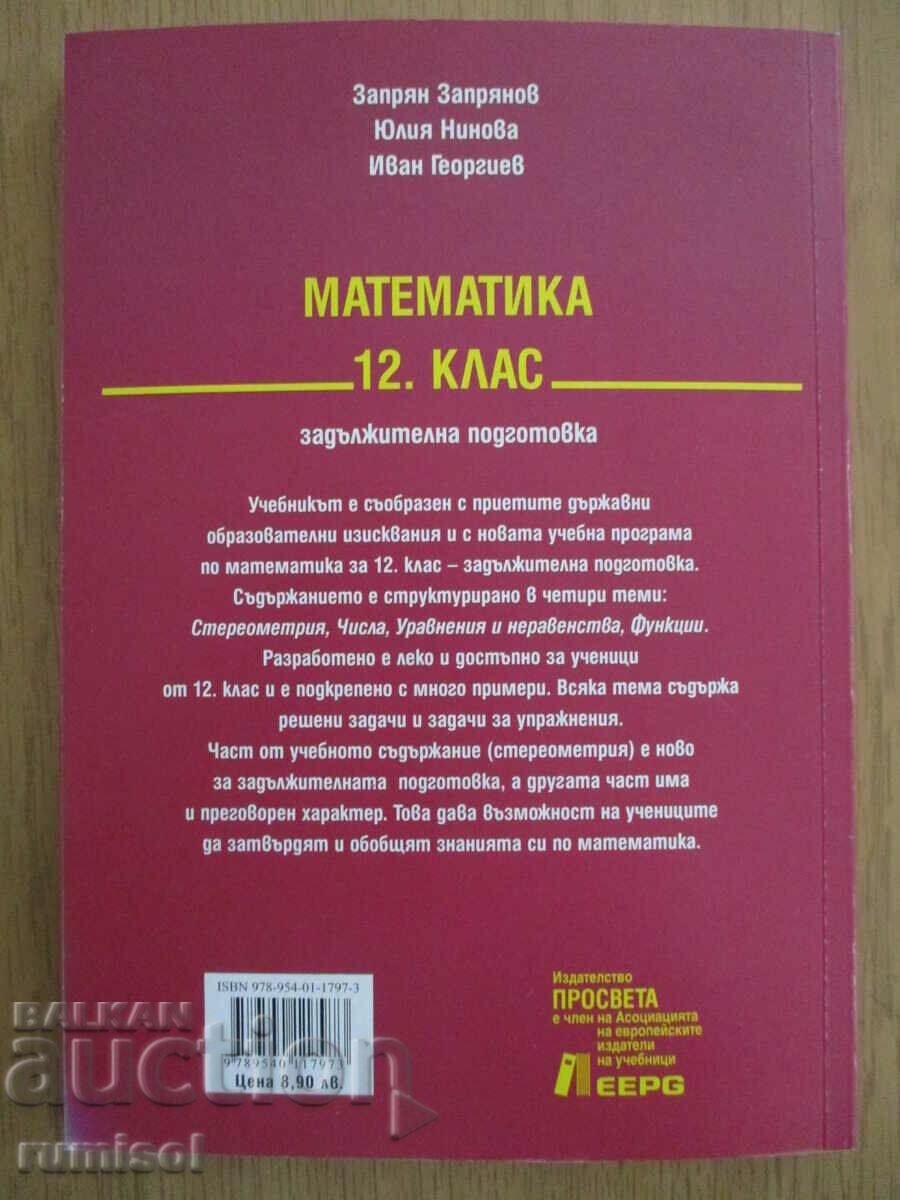 Запрян Запрянов
Юлия Нинова
Иван Георгиев
МАТЕМАТИКА
12. КЛАС
задължителна подготовка
Учебникът е съобразен с приетите държавни
образователни изисквания и с новата учебна програма
по математика за 12. клас – задължителна подготовка.
Съдържанието е структурирано в четири теми:
Стереометрия, Числа, Уравнения и неравенства, Функции.
Разработено е леко и достъпно за ученици
от 12. клас и е подкрепено с много примери. Всяка тема съдържа
решени задачи и задачи за упражнения.
Част от учебното съдържание (стереометрия) е ново
за задължителната подготовка, а другата част има
и преговорен характер. Това дава възможност на учениците
да затвърдят и обобщят знанията си по математика.
ISBN 978-954-01-1797-3
9 789540 117973
Цена 8,90 лв.
Издателство
ПРОСВЕТА
е член на Асоциацията
на европейските
издатели
на учебници
EEPG
BALKAN
auction
rumisol